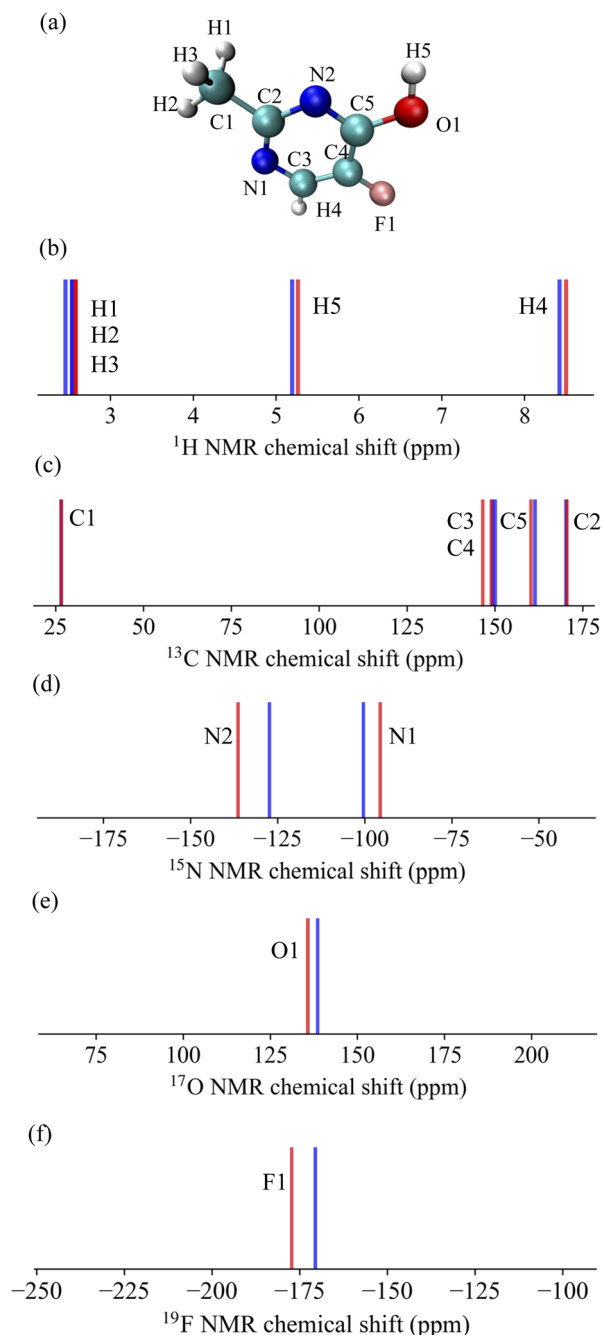 (a)
H1
H5
H3
N2
H2
C2
C5
C1
O1
C3
C4
N1
H4
F1
(b)
H1
H5
H4
H2
H3
3 4 5 6 7 8
¹H NMR chemical shift (ppm)
(c)
C1 C3 C5 C2
C4
25 50 75 100 125 150 175
¹³C NMR chemical shift (ppm)
(d)
N2 N1
−175 −150 −125 −100 −75 −50
¹⁵N NMR chemical shift (ppm)
(e)
O1
75 100 125 150 175 200
¹⁷O NMR chemical shift (ppm)
(f)
F1
−250 −225 −200 −175 −150 −125 −100
¹⁹F NMR chemical shift (ppm)